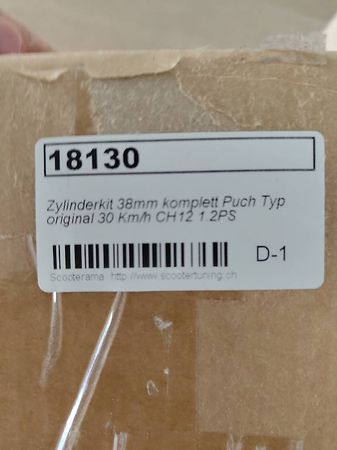 18130
Zylinderkit 38mm komplett Puch Typ
original 30 Km/h CH12 1.2PS
D-1
Scooterama http://www.scootertuning.ch